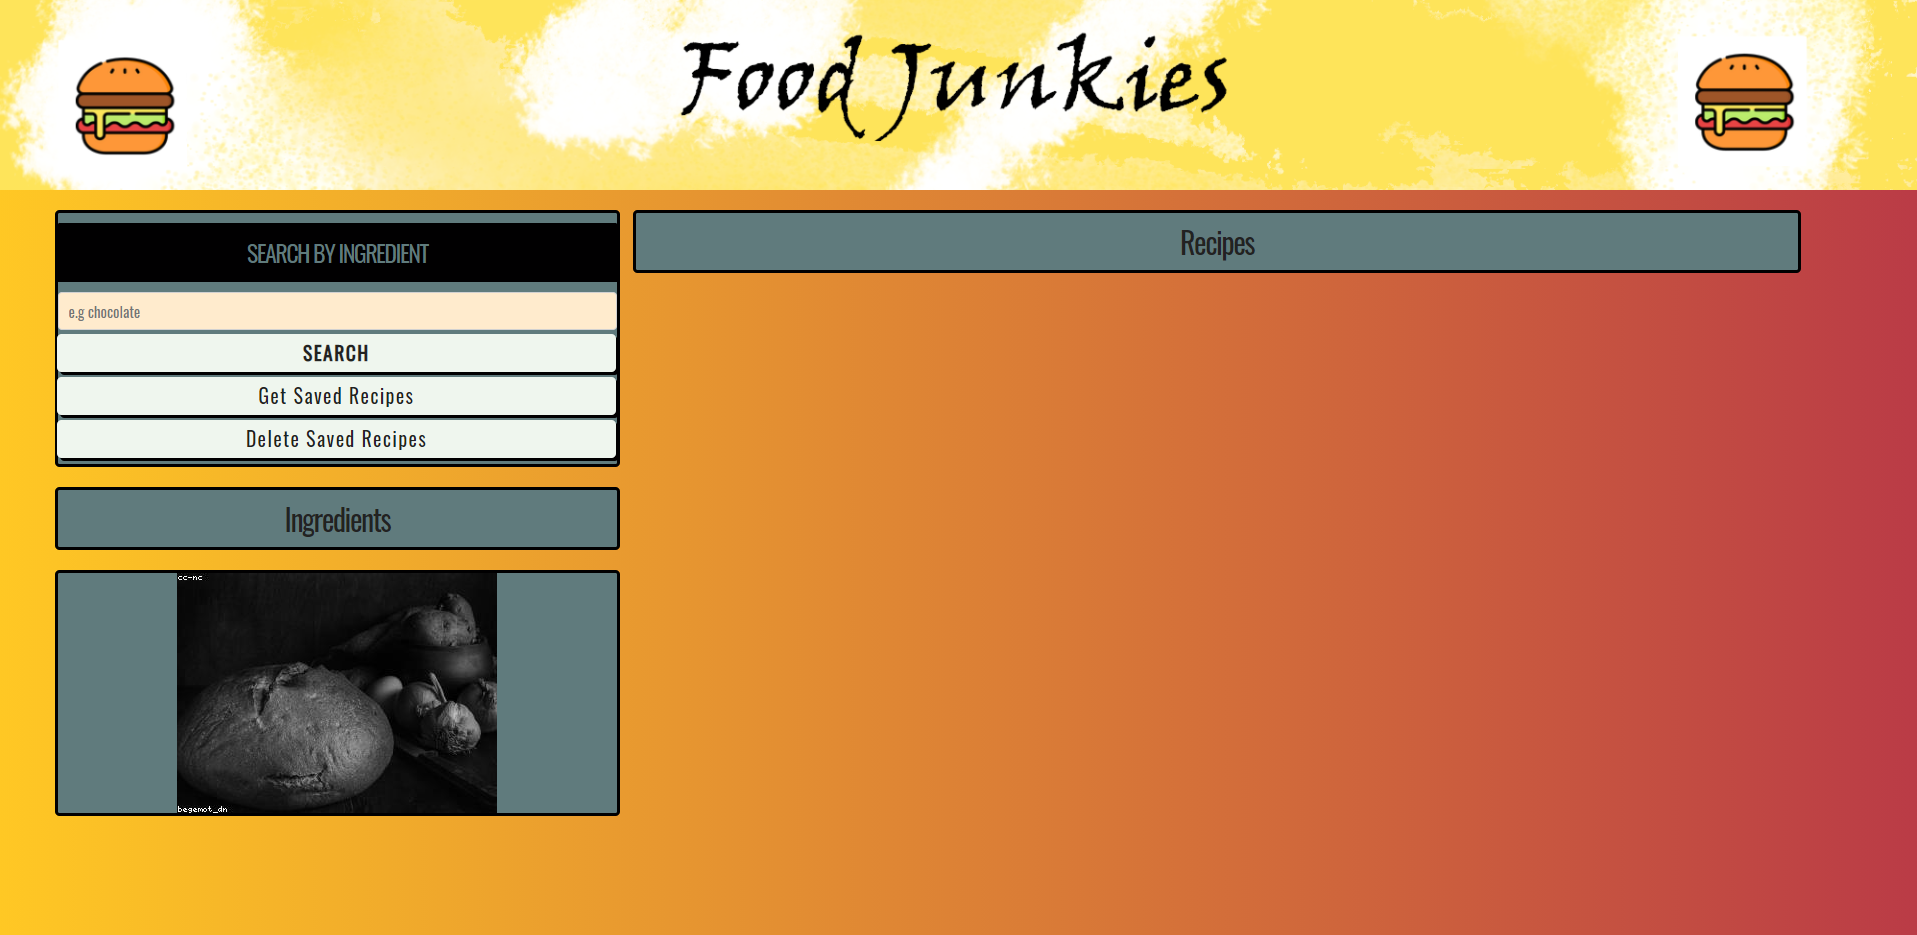 Food Junkies
SEARCH BY INGREDIENT
e.g chocolate
SEARCH
Get Saved Recipes
Delete Saved Recipes
Ingredients
cc-nc
begemot_dn
Recipes